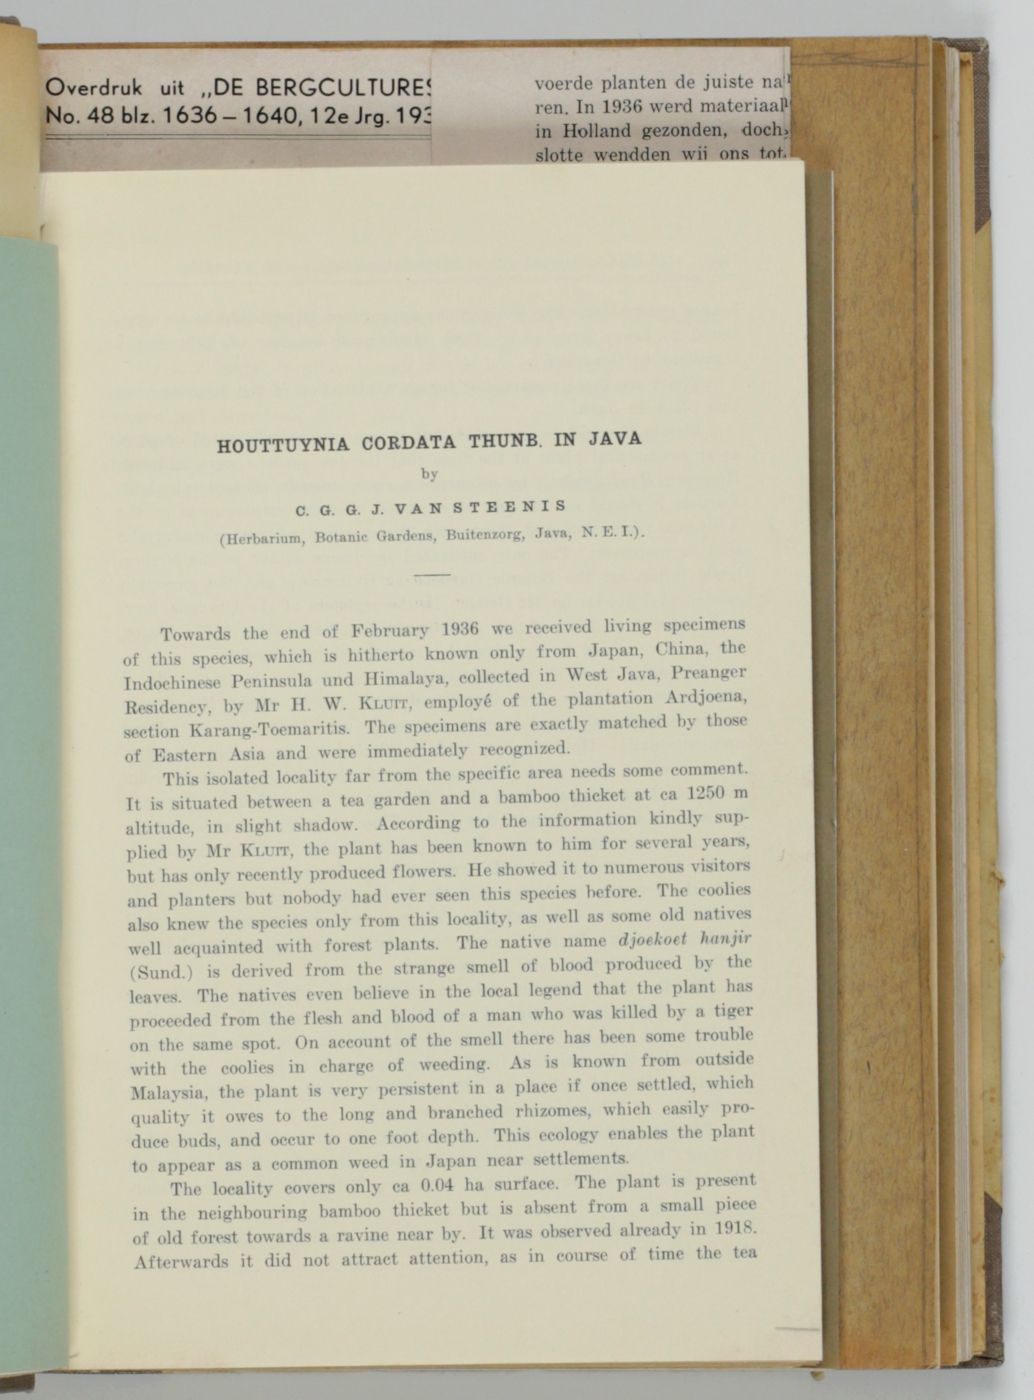 Overdruk uit „DE BERGCULTURES
No. 48 blz. 1636 – 1640, 12e Jrg. 193
voerde planten de juiste na
ren. In 1936 werd materiaal
in Holland gezonden, doch
slotte wendden wij ons tot
HOUTTUYNIA CORDATA THUNB. IN JAVA
by
C. G. G. J. VAN STEENIS
(Herbarium, Botanic Gardens, Buitenzorg, Java, N. E. I.).
Towards the end of February 1936 we received living specimens
of this species, which is hitherto known only from Japan, China, the
Indochinese Peninsula und Himalaya, collected in West Java, Preanger
Residency, by Mr H. W. KLUIT, employé of the plantation Ardjoena,
section Karang-Toemaritis. The specimens are exactly matched by those
of Eastern Asia and were immediately recognized.
This isolated locality far from the specific area needs some comment.
It is situated between a tea garden and a bamboo thicket at ca 1250 m
altitude, in slight shadow. According to the information kindly sup-
plied by Mr KLUIT, the plant has been known to him for several years,
but has only recently produced flowers. He showed it to numerous visitors
and planters but nobody had ever seen this species before. The coolies
also knew the species only from this locality, as well as some old natives
well acquainted with forest plants. The native name djoekoet hanjir
(Sund.) is derived from the strange smell of blood produced by the
leaves. The natives even believe in the local legend that the plant has
proceeded from the flesh and blood of a man who was killed by a tiger
on the same spot. On account of the smell there has been some trouble
with the coolies in charge of weeding. As is known from outside
Malaysia, the plant is very persistent in a place if once settled, which
quality it owes to the long and branched rhizomes, which easily pro-
duce buds, and occur to one foot depth. This ecology enables the plant
to appear as a common weed in Japan near settlements.
The locality covers only ca 0.04 ha surface. The plant is present
in the neighbouring bamboo thicket but is absent from a small piece
of old forest towards a ravine near by. It was observed already in 1918.
Afterwards it did not attract attention, as in course of time the tea